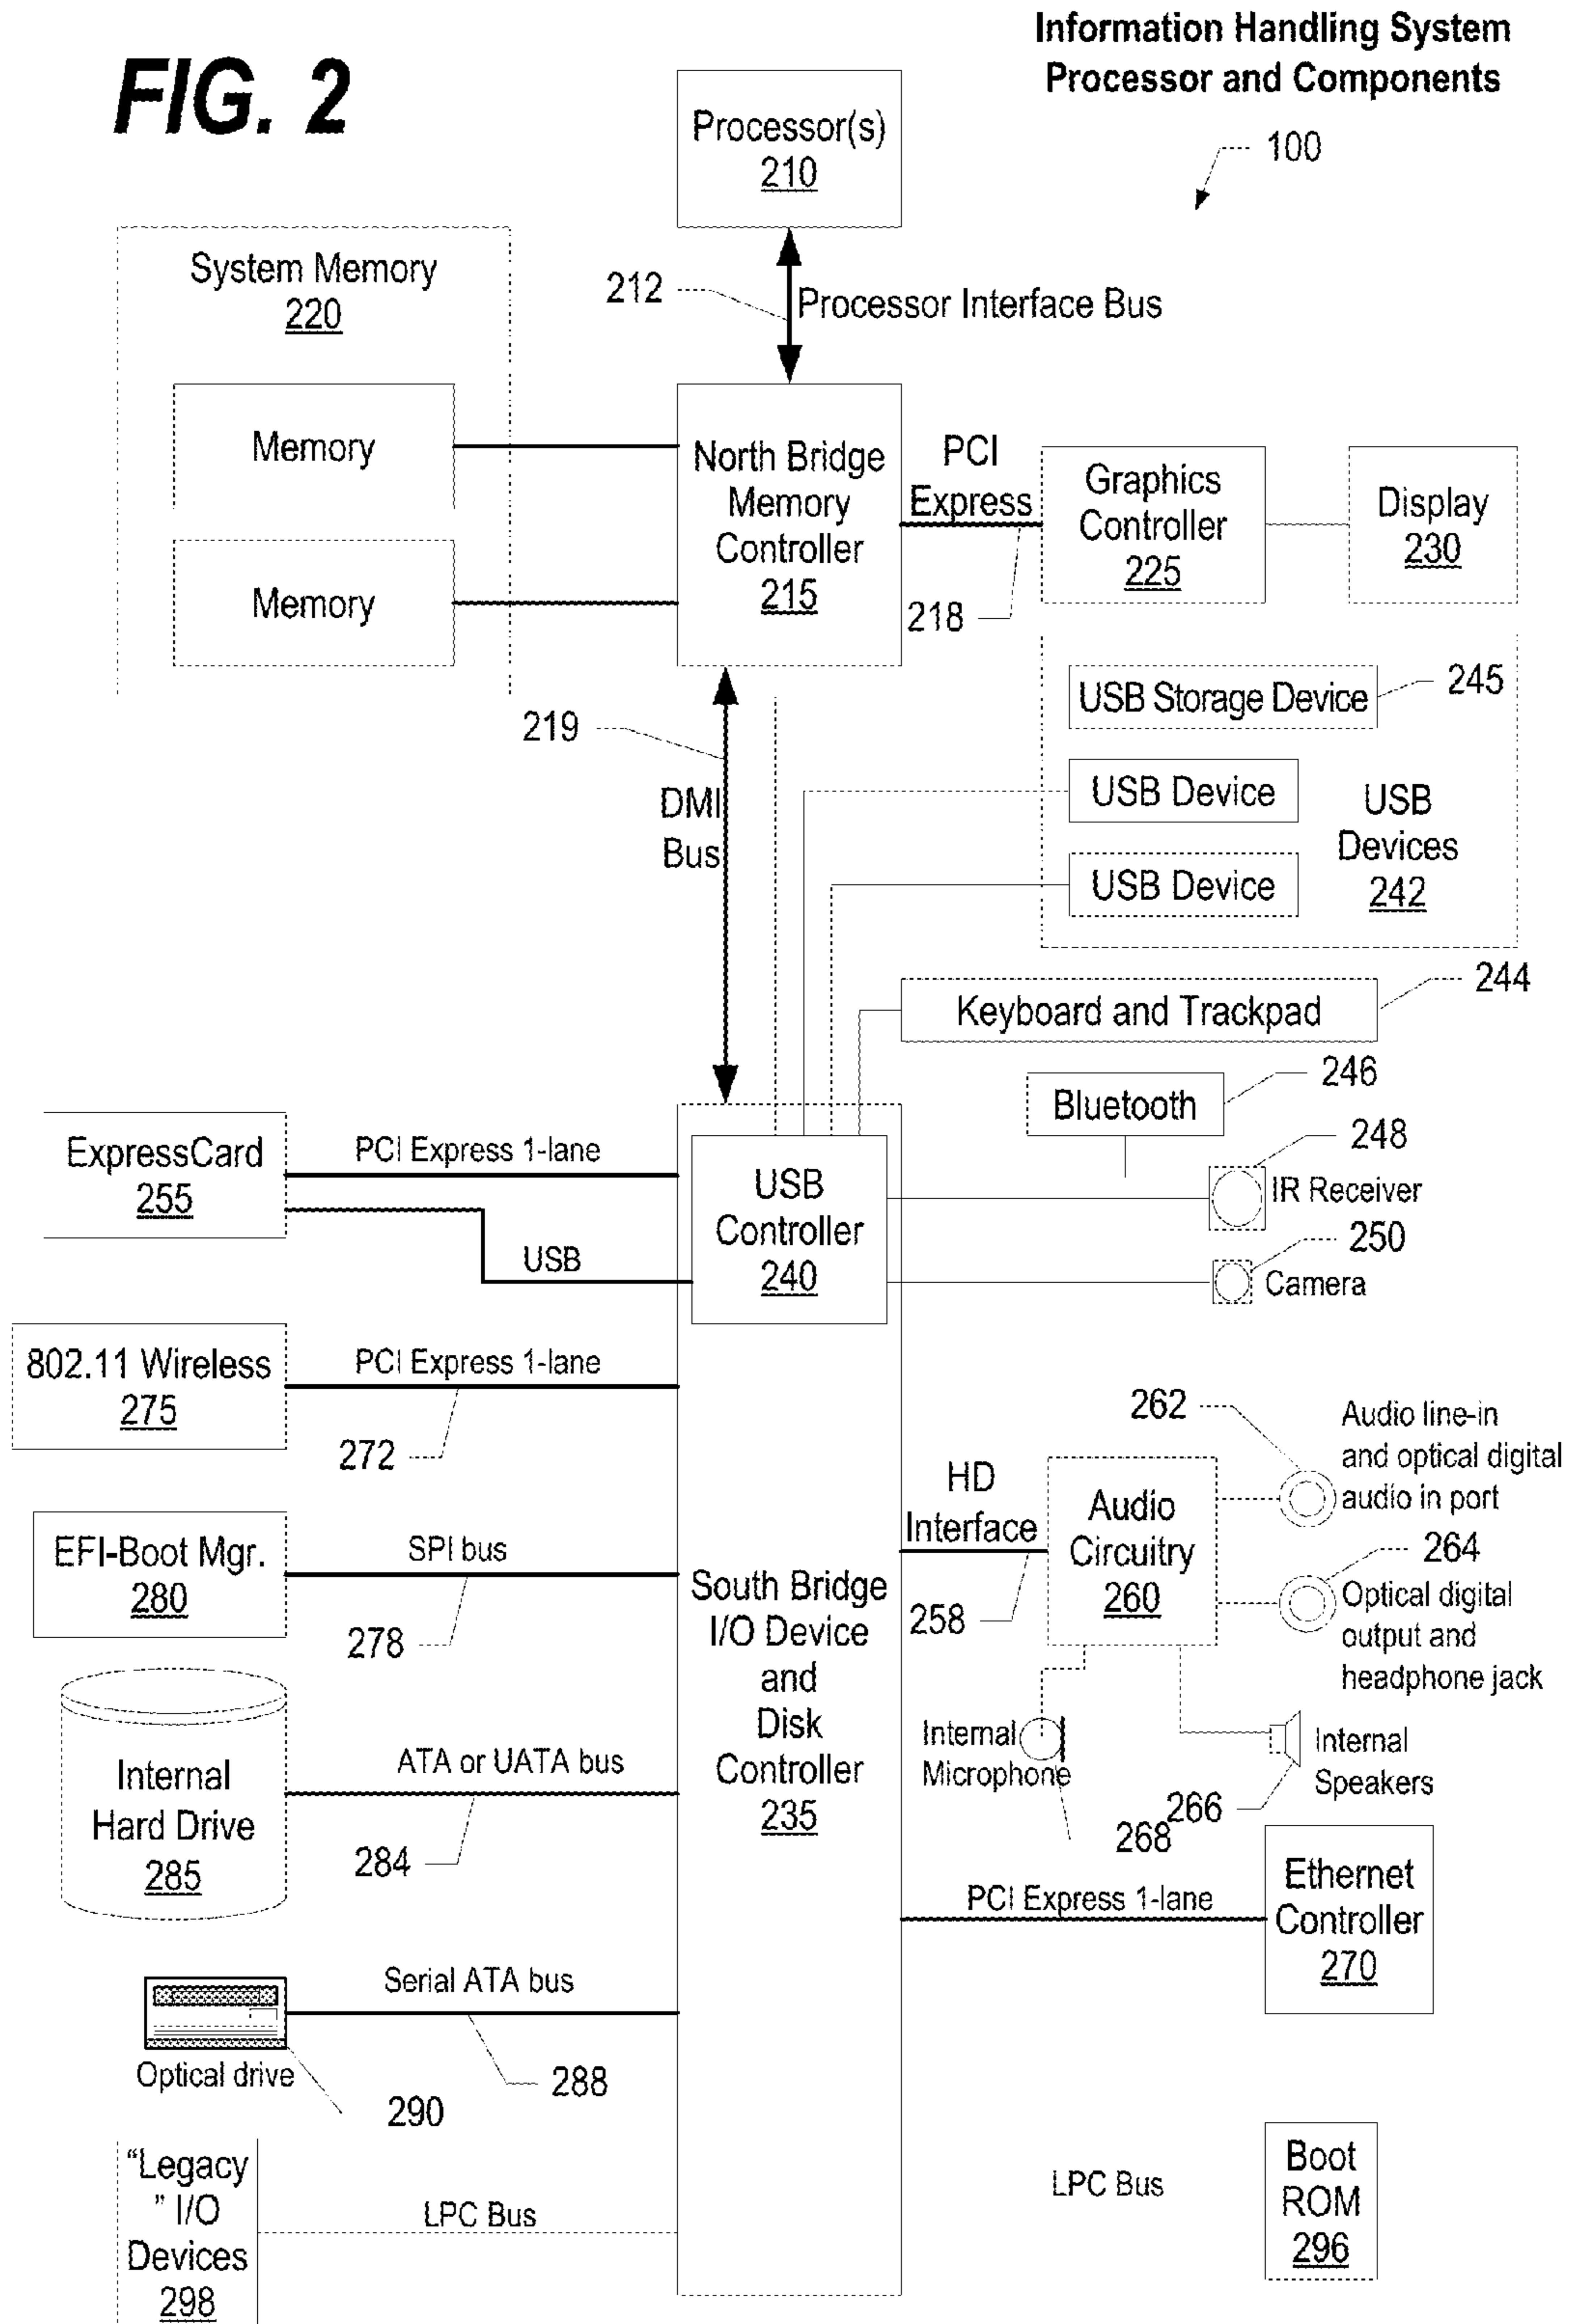 FIG. 2
Information Handling System
Processor and Components
100
Processor(s)
210
System Memory
220
212
Processor Interface Bus
Memory
Memory
North Bridge
Memory
Controller
215
PCI
Express
218
Graphics
Controller
225
Display
230
USB Storage Device
245
USB Device
USB Device
USB
Devices
242
219
DMI
Bus
Keyboard and Trackpad
244
Bluetooth
246
248
IR Receiver
250
Camera
ExpressCard
255
PCI Express 1-lane
USB
USB
Controller
240
802.11 Wireless
275
PCI Express 1-lane
272
EFI-Boot Mgr.
280
SPI bus
278
South Bridge
I/O Device
and
Disk
Controller
235
HD
Interface
258
Audio
Circuitry
260
262
Audio line-in
and optical digital
audio in port
264
Optical digital
output and
headphone jack
Internal
Microphone
268
266
Internal
Speakers
Internal
Hard Drive
285
ATA or UATA bus
284
PCI Express 1-lane
Ethernet
Controller
270
Serial ATA bus
288
Optical drive
290
“Legacy
” I/O
Devices
298
LPC Bus
LPC Bus
Boot
ROM
296